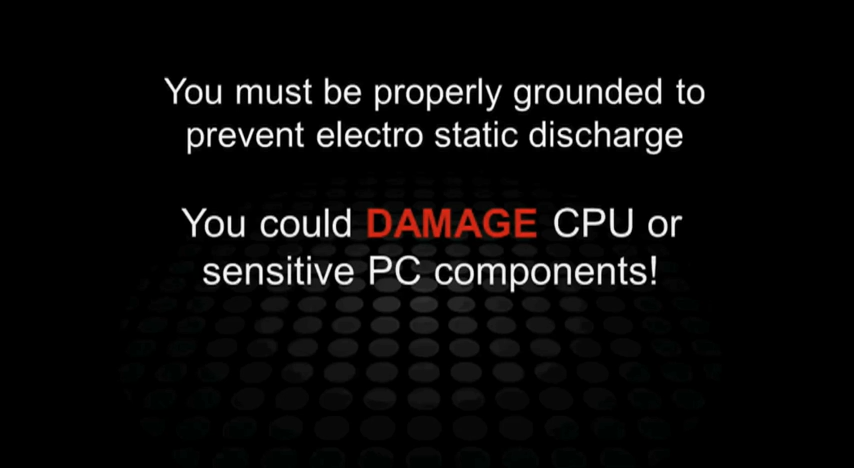 You must be properly grounded to
prevent electro static discharge
You could DAMAGE CPU or
sensitive PC components!